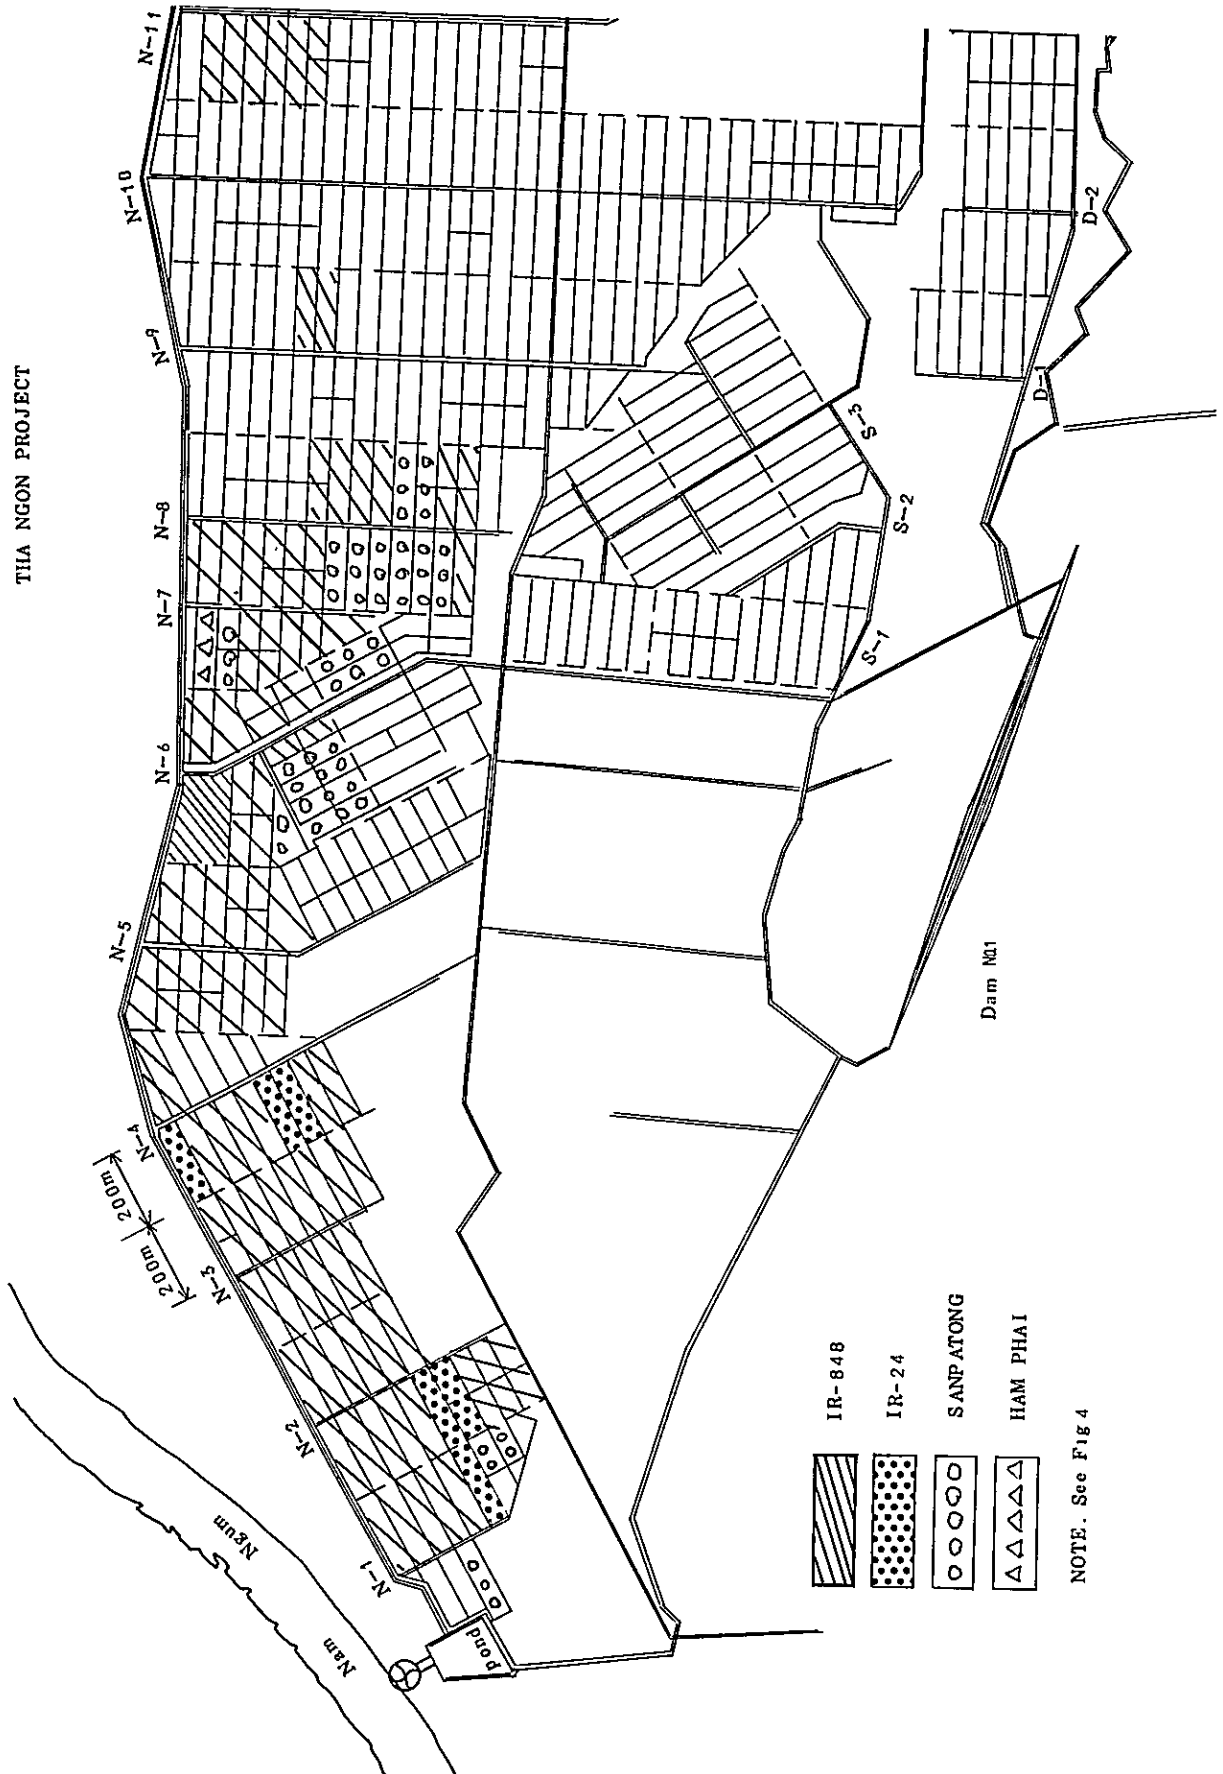 THA NGON PROJECT
N-1
N-2
N-3
N-4
N-5
N-6
N-7
N-8
N-9
N-10
N-11
200m
200m
Nam
Ngum
pond
S-1
S-2
S-3
D-1
D-2
Dam No.1
IR-848
IR-24
SANPATONG
HAM PHAI
NOTE. See Fig 4